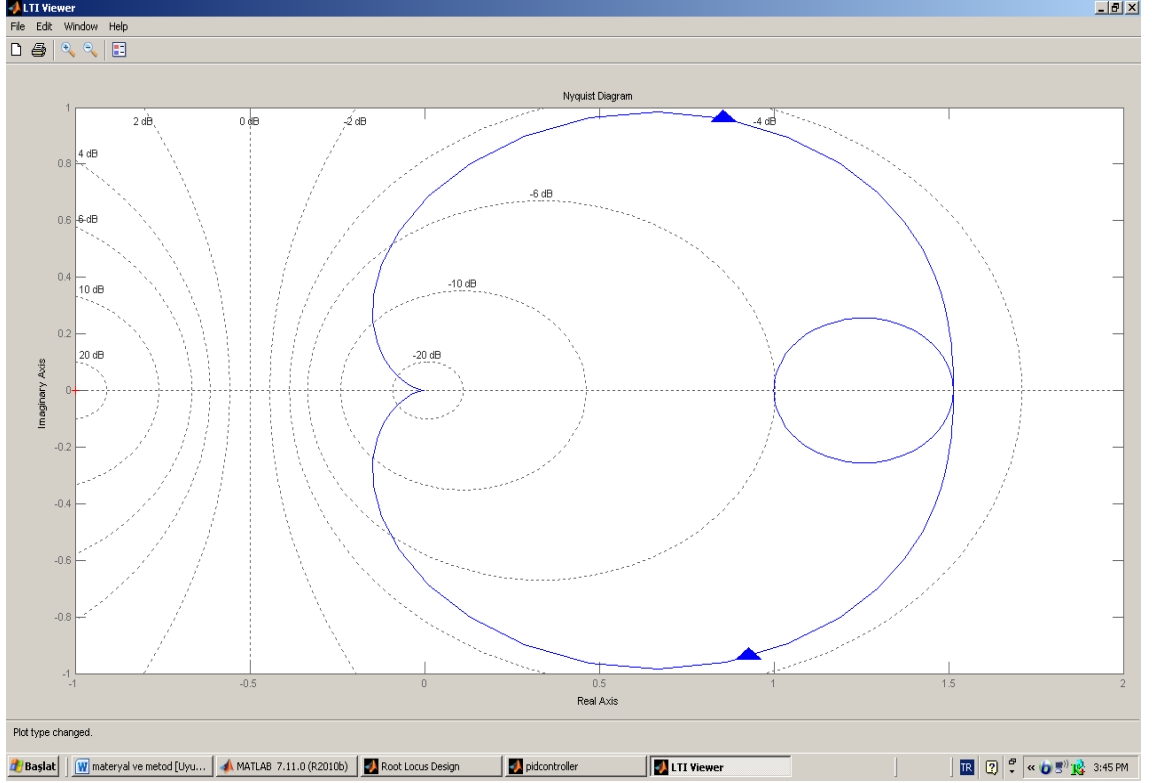 LTI Viewer
File Edit Window Help
Nyquist Diagram
2 dB 0 dB -2 dB -4 dB
4 dB
6 dB
10 dB
20 dB
-6 dB
-10 dB
-20 dB
1
0.8
0.6
0.4
0.2
0
-0.2
-0.4
-0.6
-0.8
-1
Imaginary Axis
-1 -0.5 0 0.5 1 1.5 2
Real Axis
Plot type changed.
Başlat materyal ve metod [Uyu... MATLAB 7.11.0 (R2010b) Root Locus Design pidcontroller LTI Viewer TR 3:45 PM